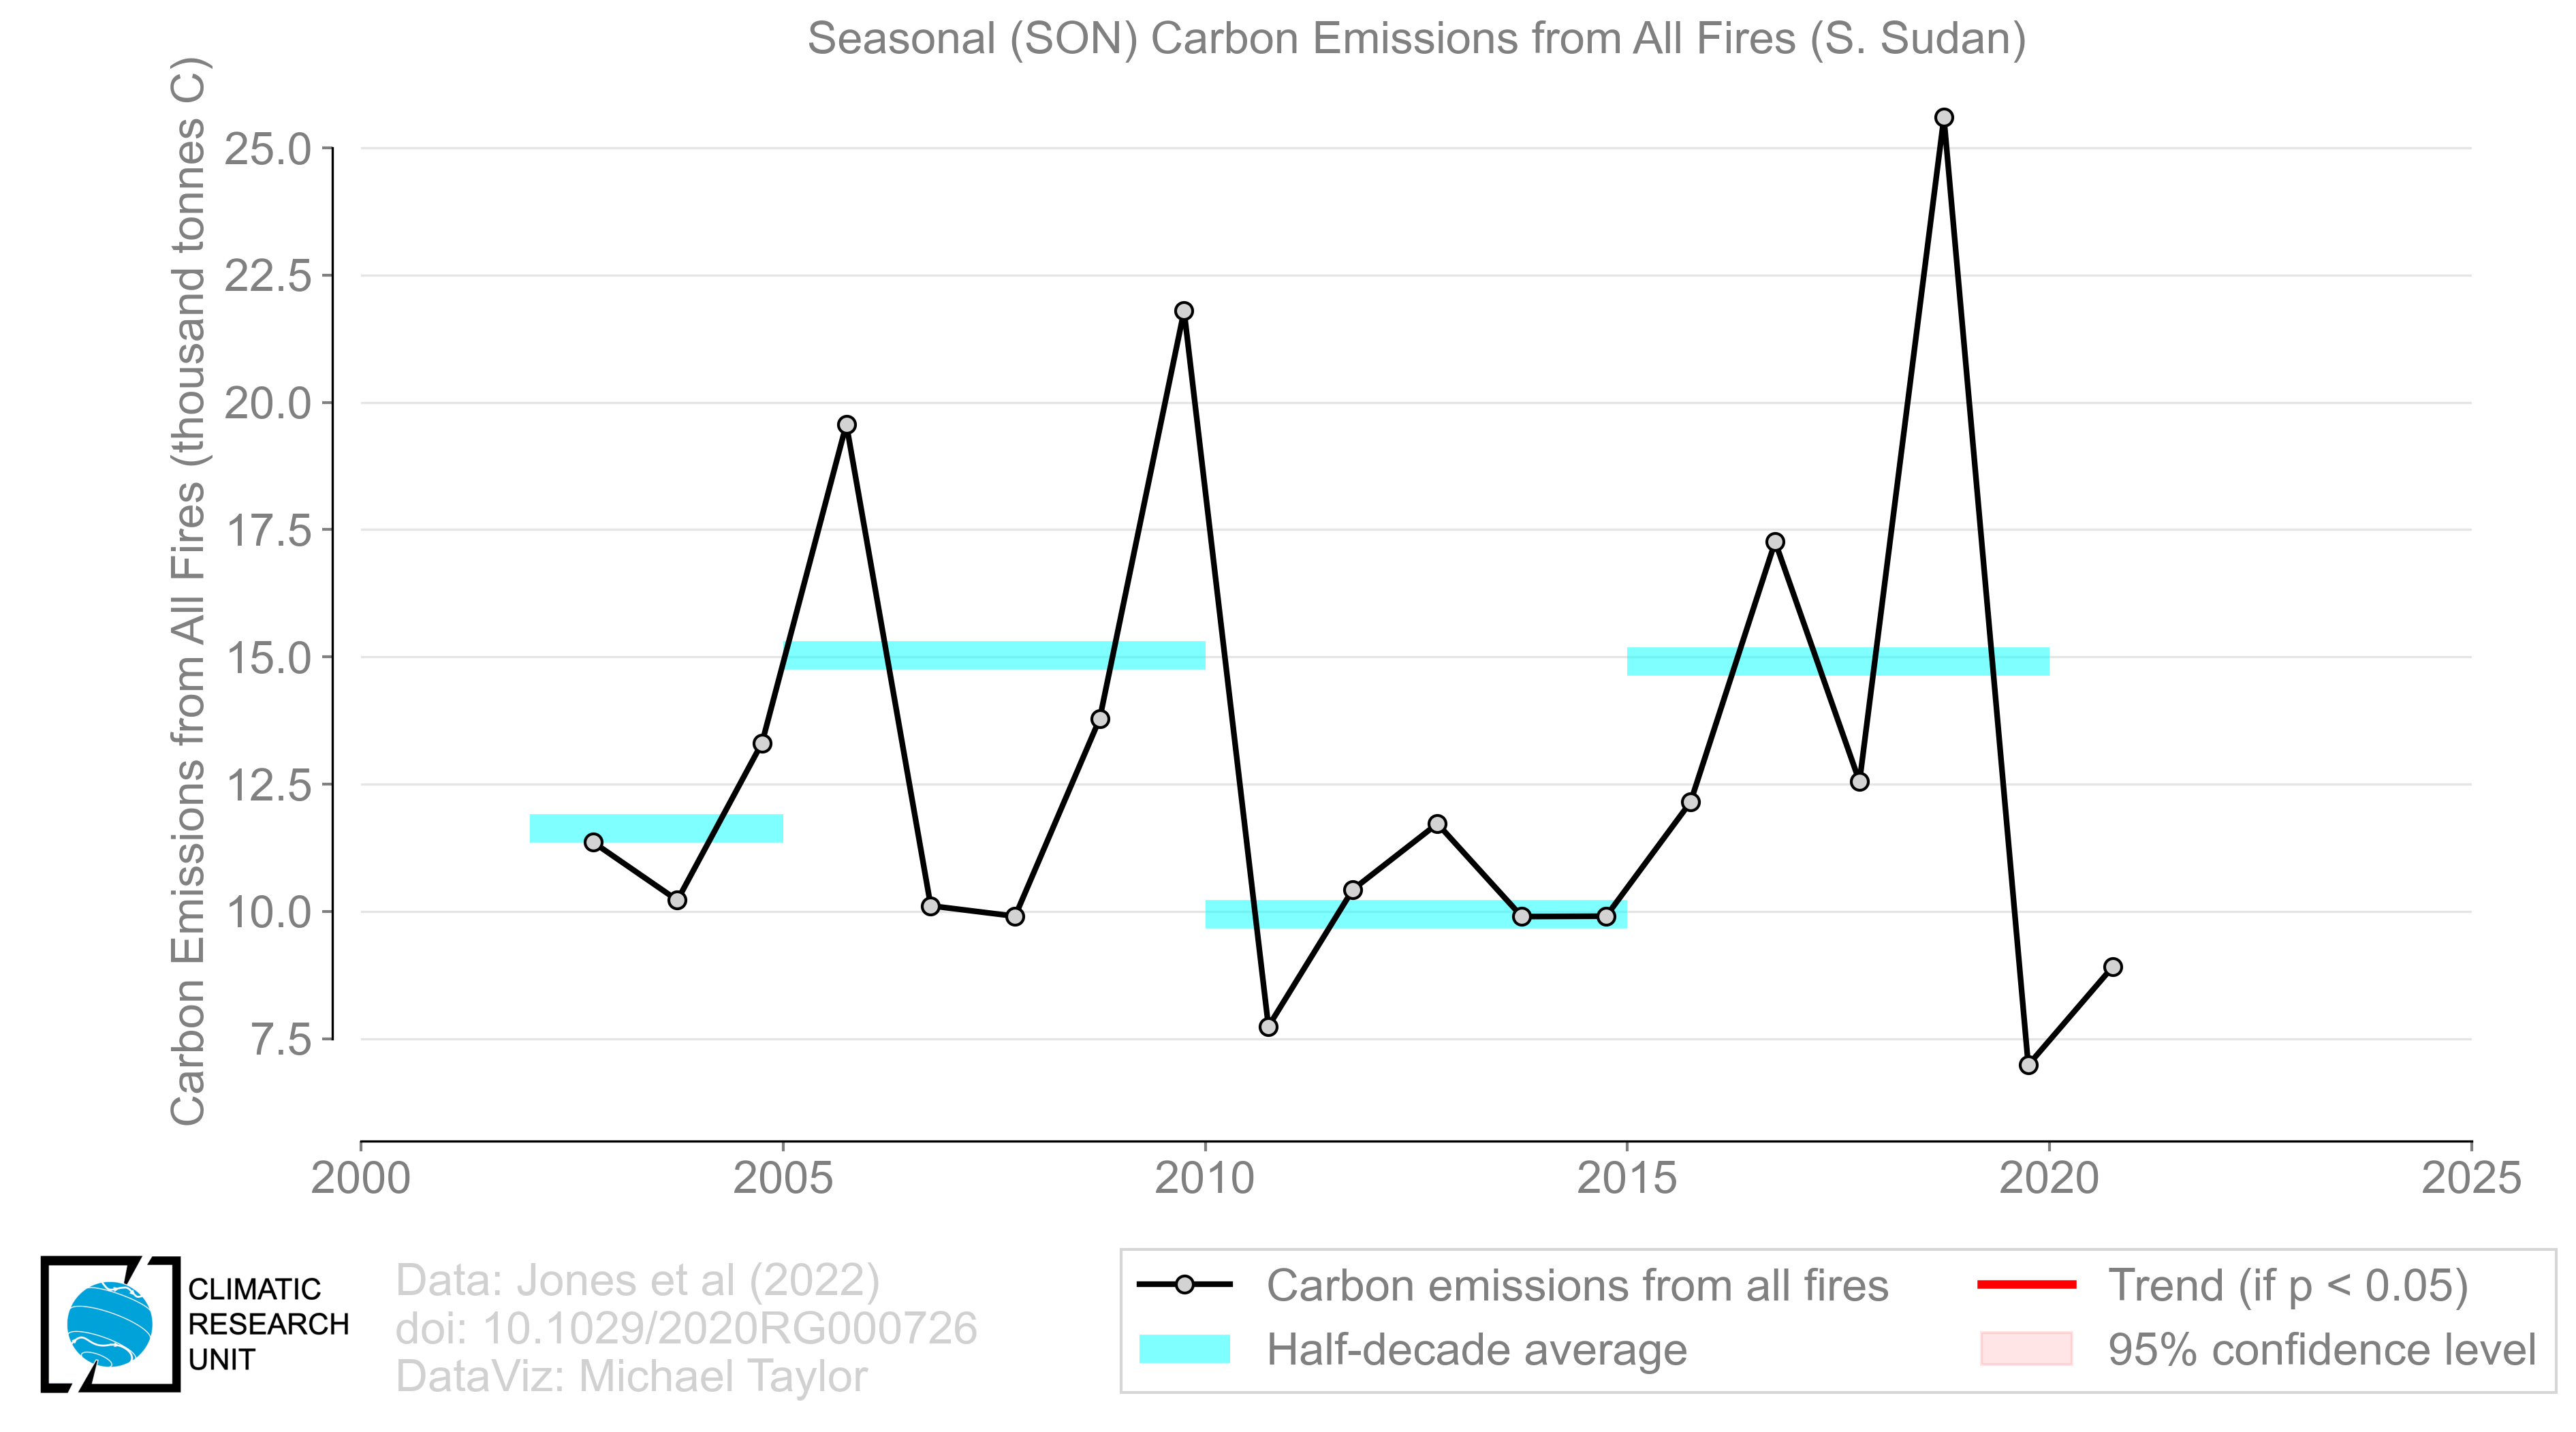 Seasonal (SON) Carbon Emissions from All Fires (S. Sudan)
Carbon Emissions from All Fires (thousand tonnes C)
25.0
22.5
20.0
17.5
15.0
12.5
10.0
7.5
2000 2005 2010 2015 2020 2025
CLIMATIC
RESEARCH
UNIT
Data: Jones et al (2022)
doi: 10.1029/2020RG000726
DataViz: Michael Taylor
Carbon emissions from all fires
Half-decade average
Trend (if p < 0.05)
95% confidence level